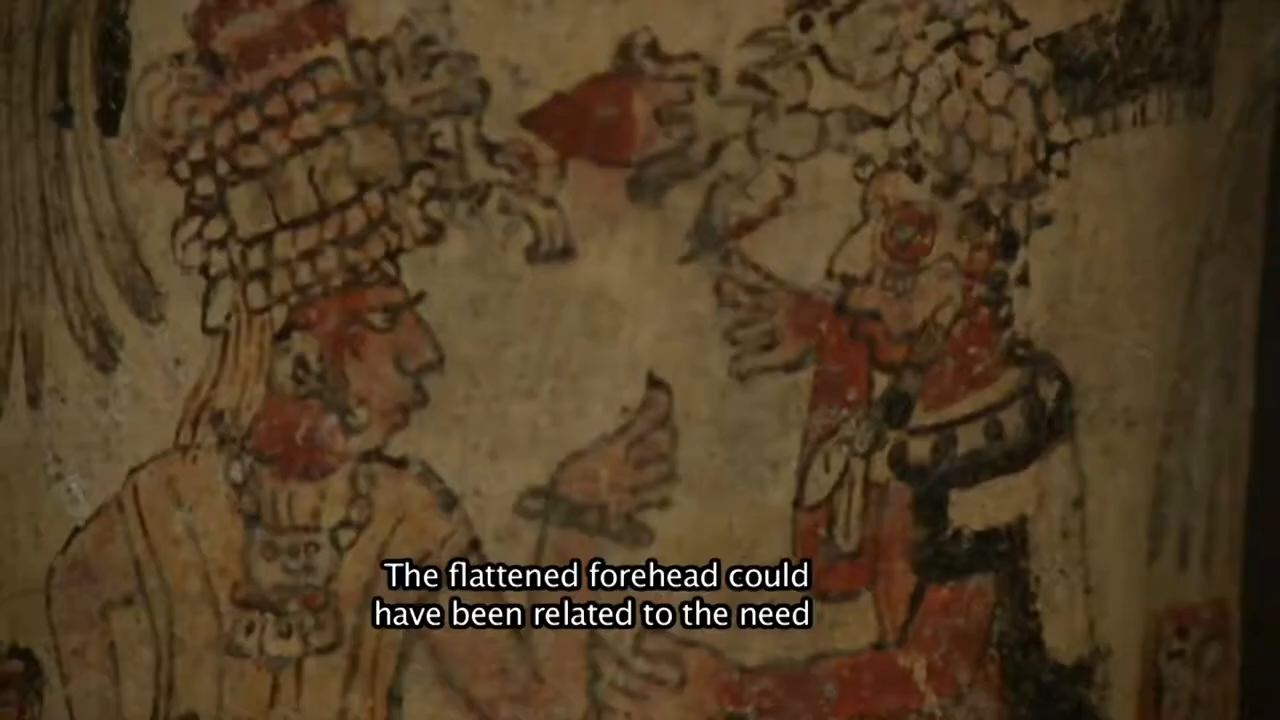 The flattened forehead could
have been related to the need